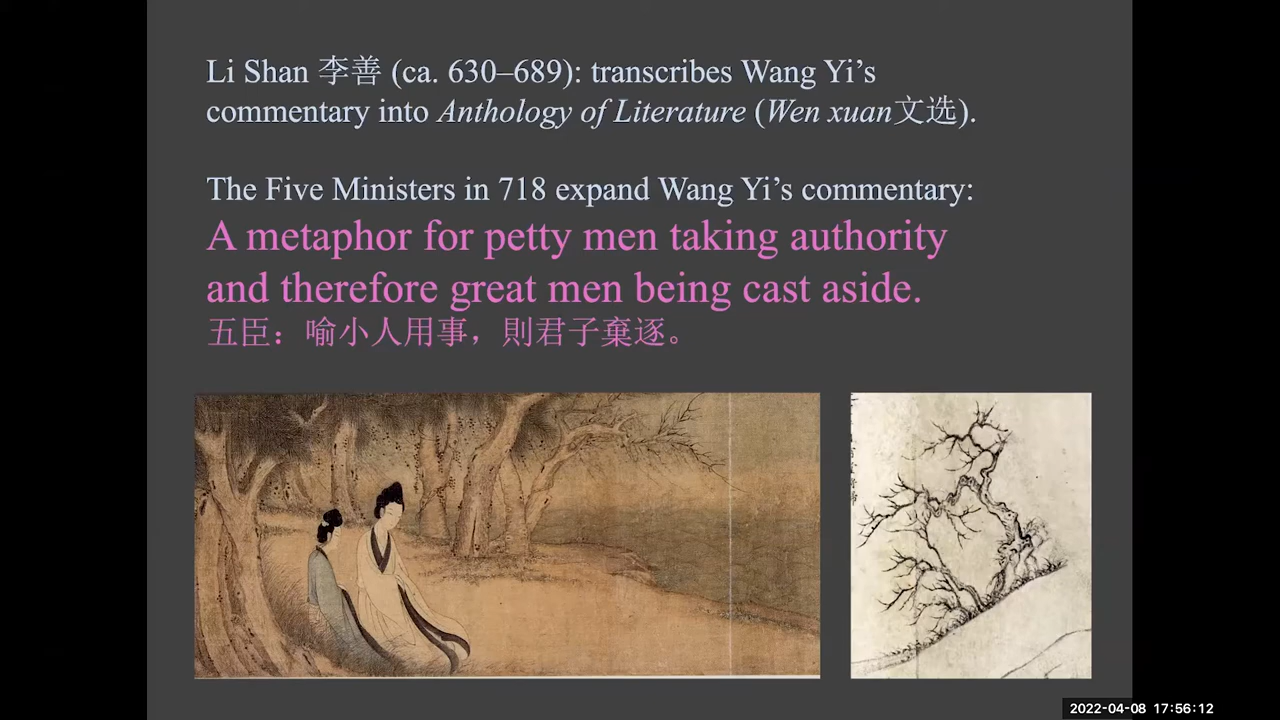 Li Shan 李善 (ca. 630–689): transcribes Wang Yi’s
commentary into Anthology of Literature (Wen xuan文选).
The Five Ministers in 718 expand Wang Yi’s commentary:
A metaphor for petty men taking authority
and therefore great men being cast aside.
五臣：喻小人用事，則君子棄逐。
2022-04-08 17:56:12